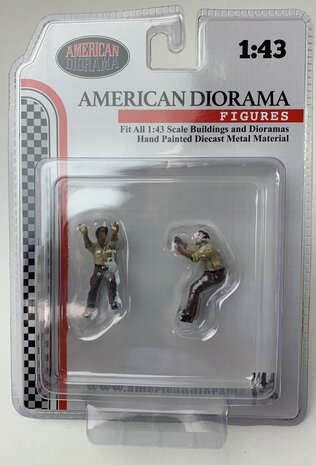 AMERICAN
DIORAMA
1:43
AMERICAN DIORAMA
FIGURES
Fit All 1:43 Scale Buildings and Dioramas
Hand Painted Diecast Metal Material
www.americandiorama